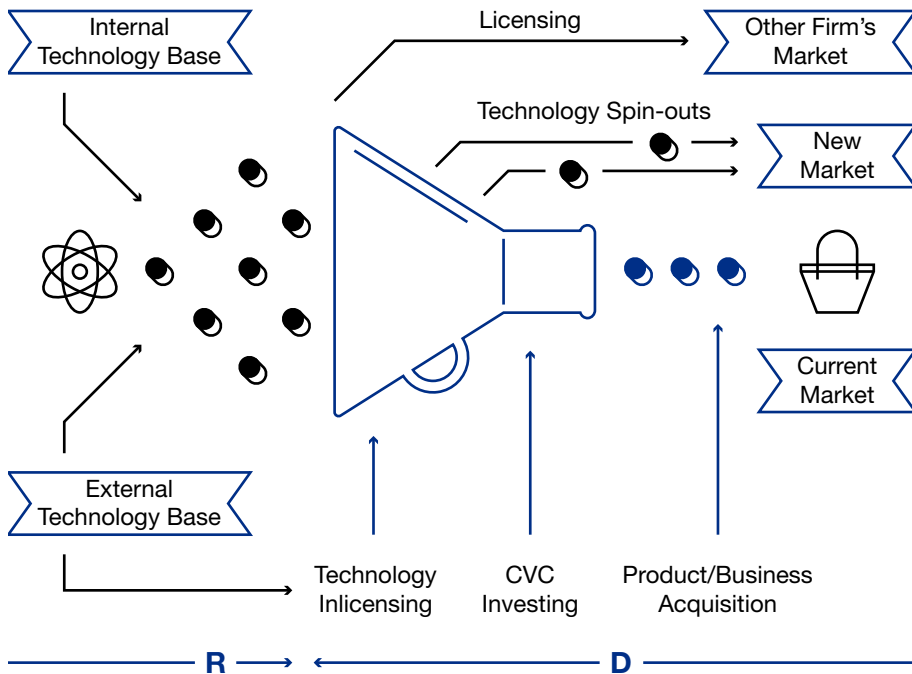 Internal
Technology Base
Licensing
Other Firm's
Market
Technology Spin-outs
New
Market
Current
Market
External
Technology Base
Technology
Inlicensing
CVC
Investing
Product/Business
Acquisition
R
D